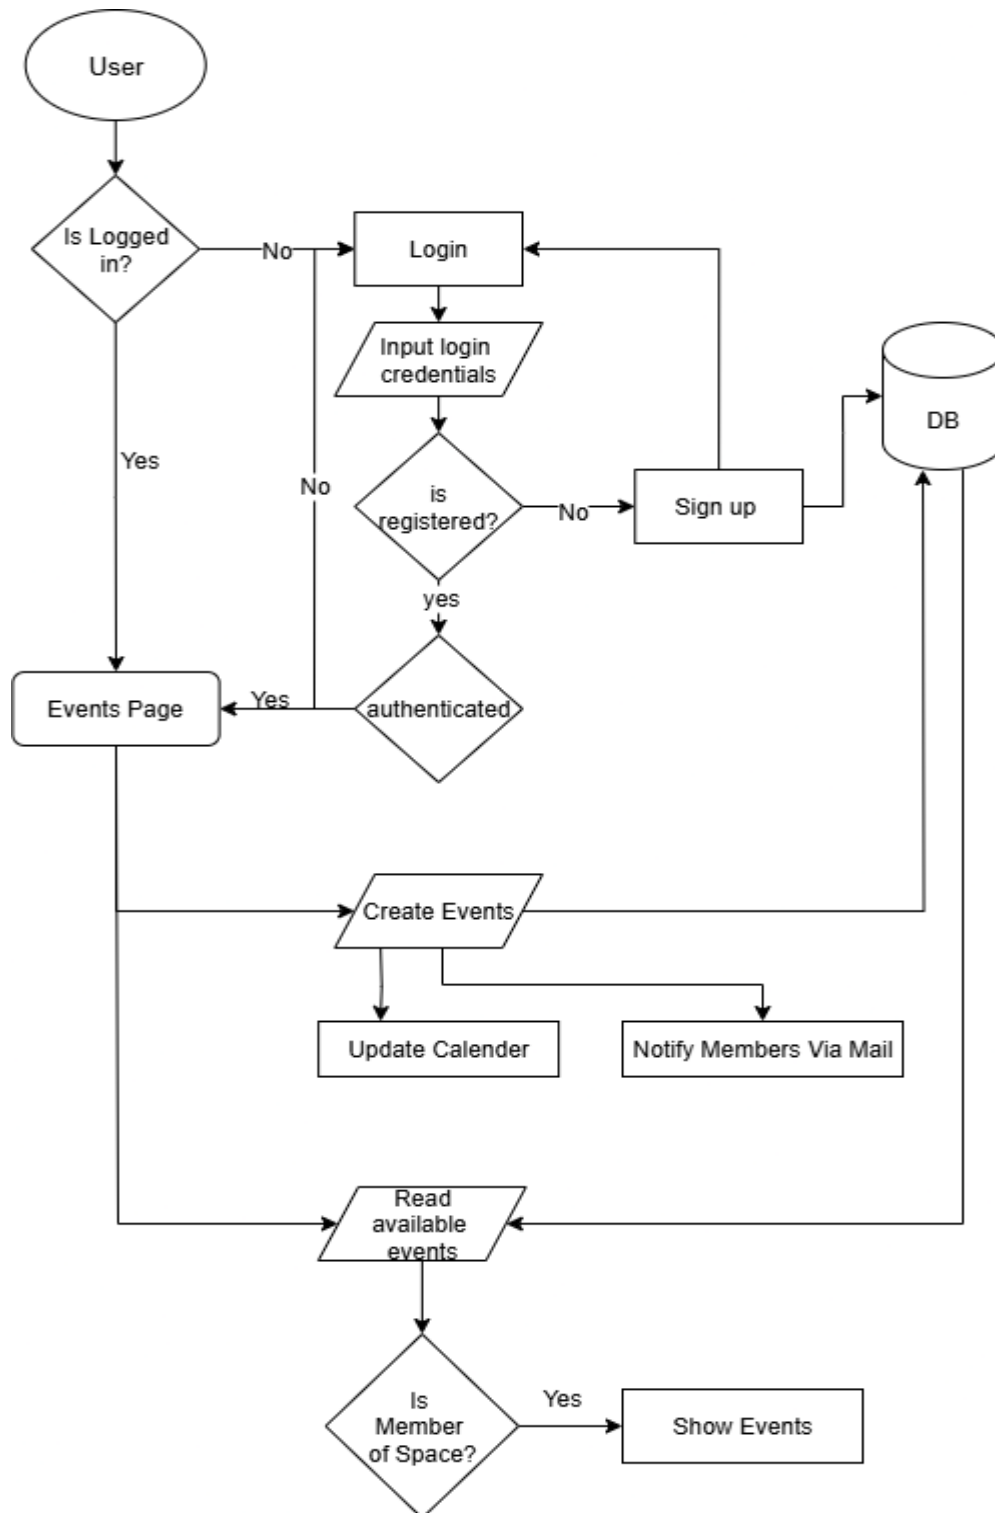 User
Is Logged
in?
No
Login
Input login
credentials
DB
Yes
No
is
registered?
No
Sign up
yes
Events Page
Yes
authenticated
Create Events
Update Calender
Notify Members Via Mail
Read
available
events
Is
Member
of Space?
Yes
Show Events